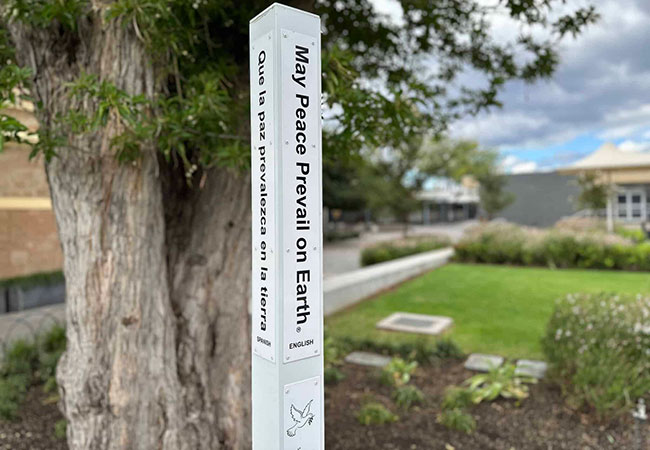 Que la paz prevalezca en la tierra
SPANISH
May Peace Prevail on Earth®
ENGLISH